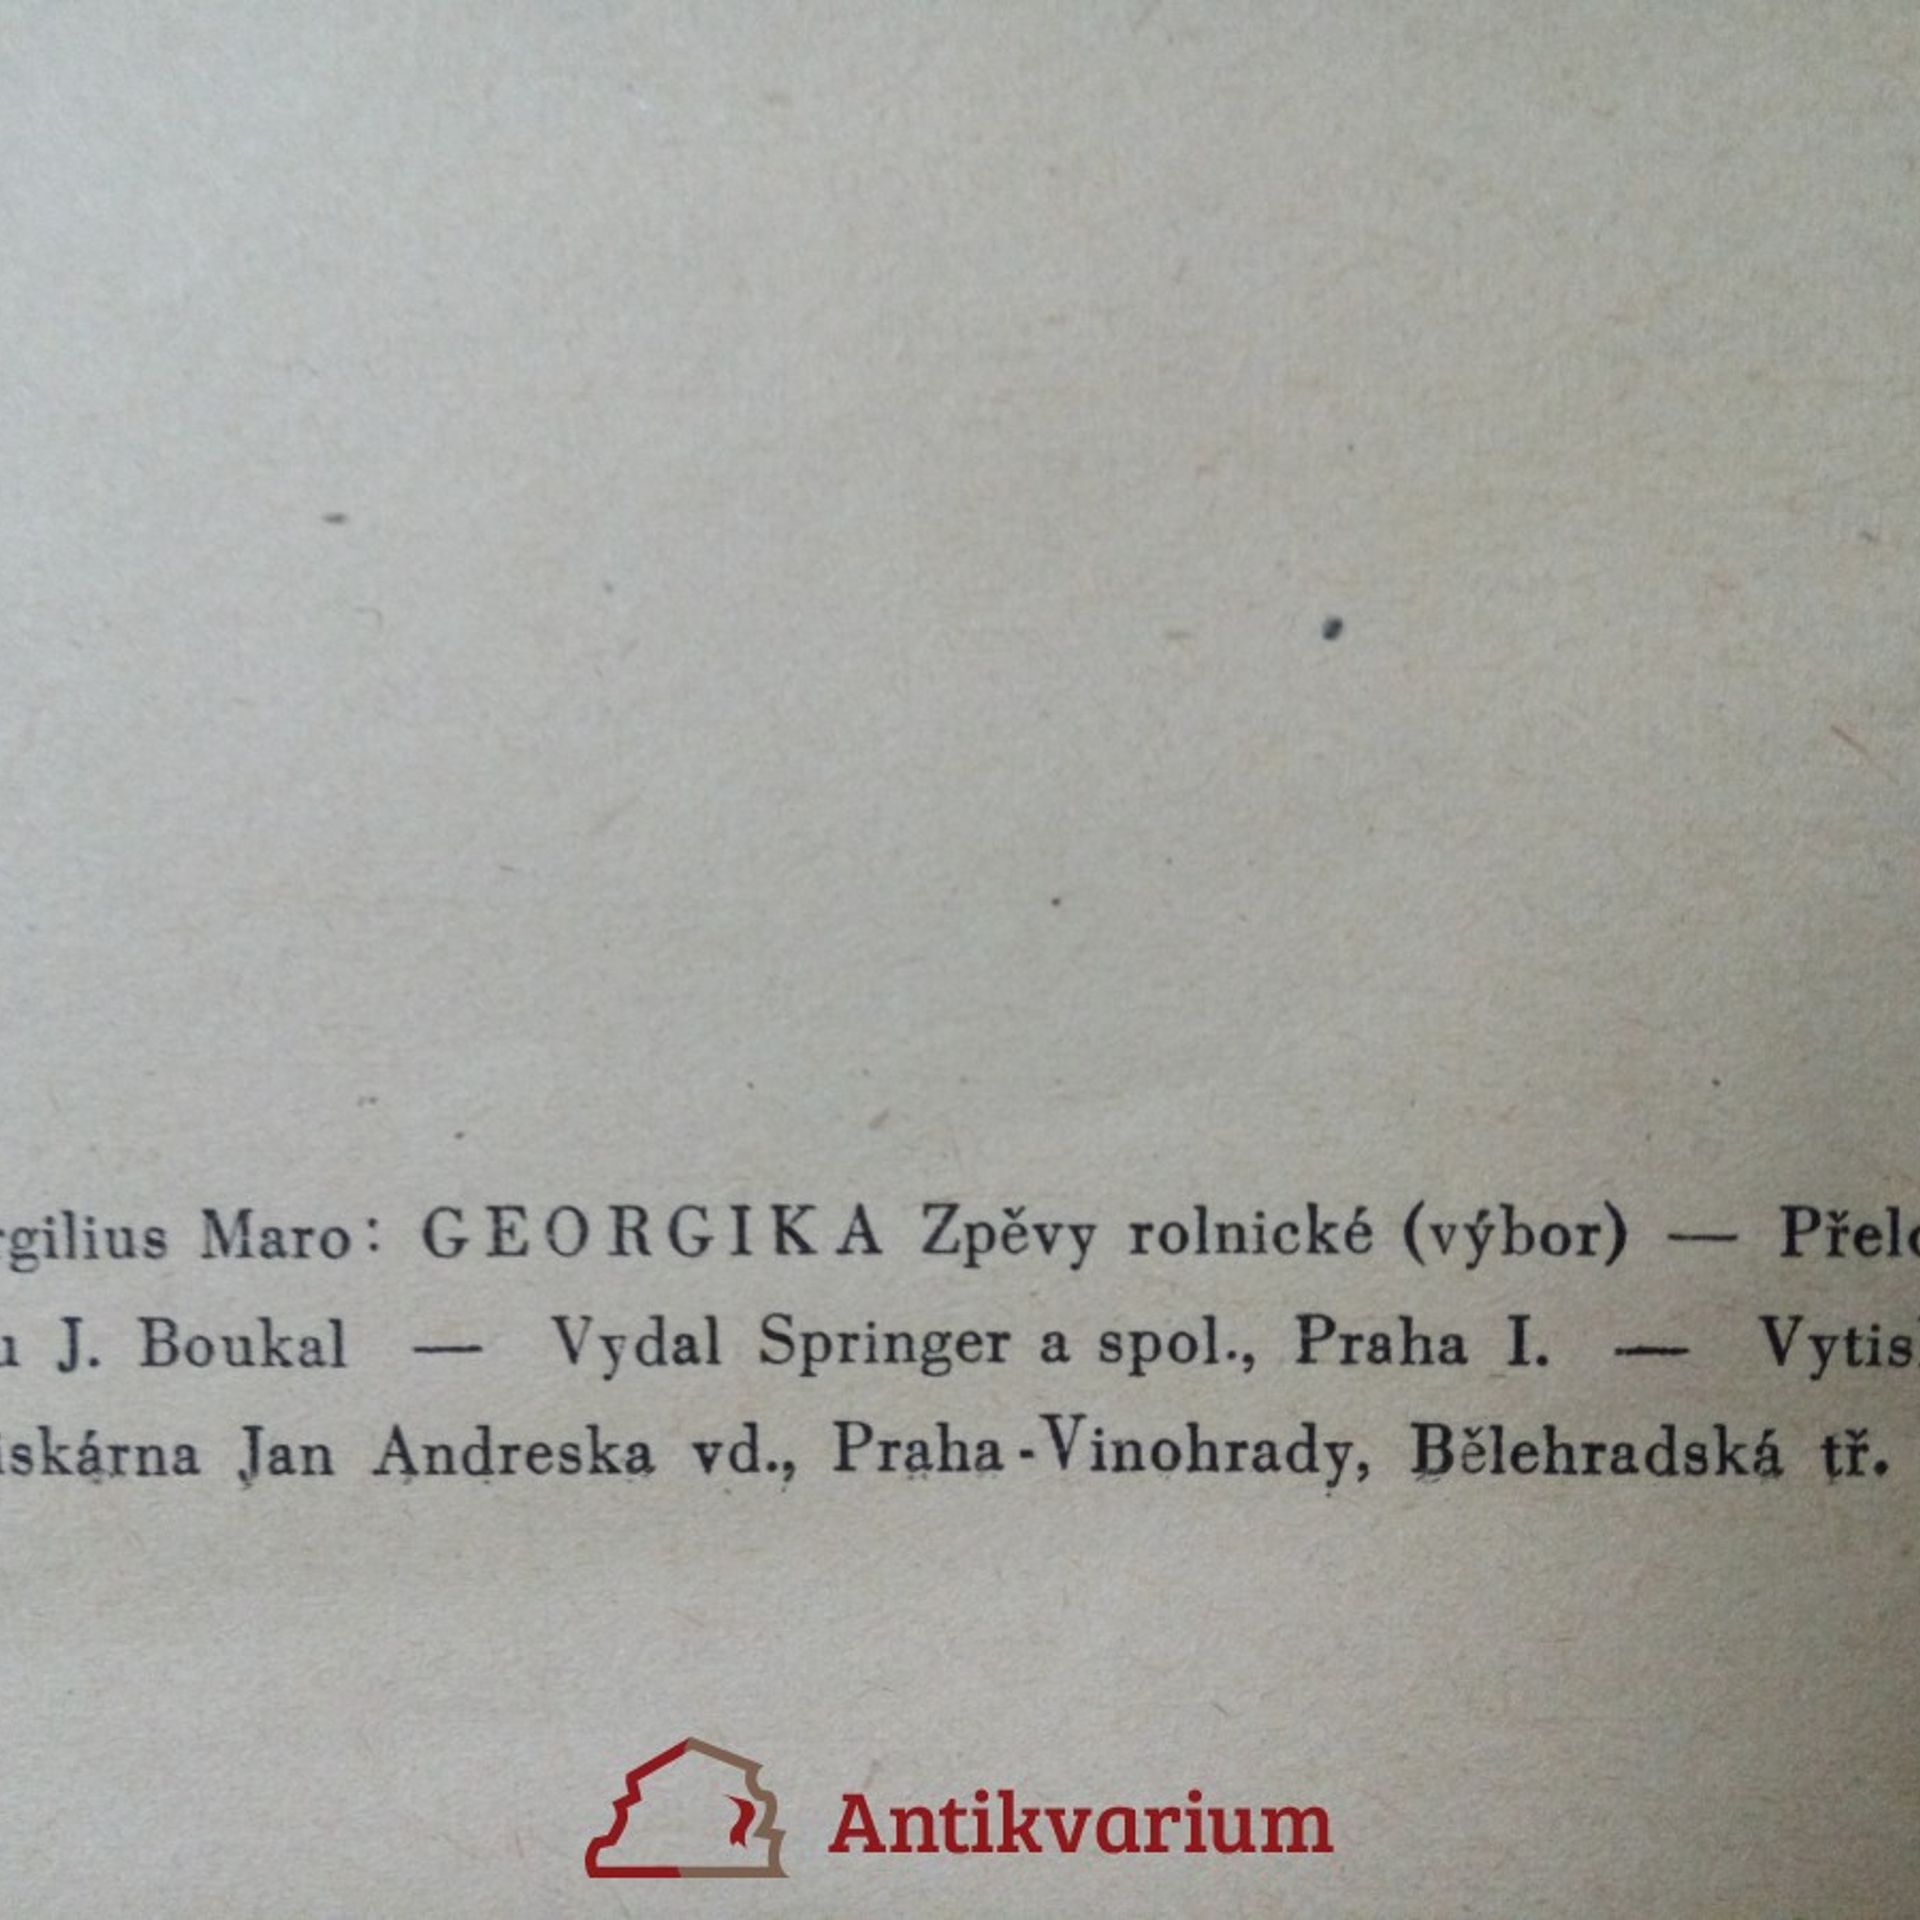 rgilius Maro: GEORGIKA Zpěvy rolnické (výbor) — Přelo
u J. Boukal — Vydal Springer a spol., Praha I. — Vytis
iskárna Jan Andreska vd., Praha-Vinohrady, Bělehradská tř.
Antikvarium